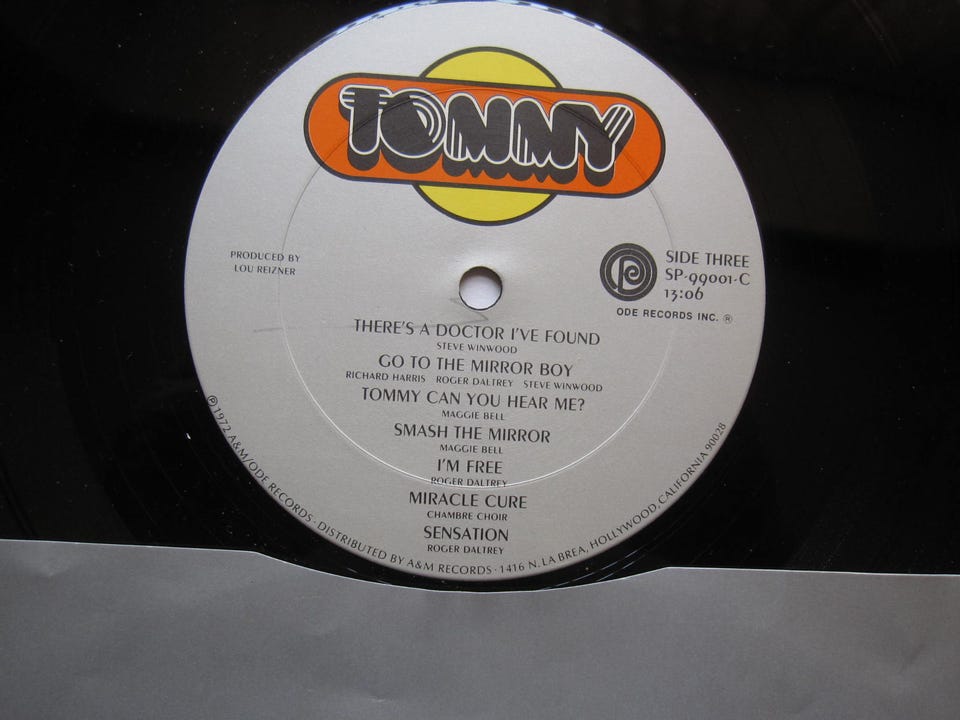 TOMMY
PRODUCED BY
LOU REIZNER
SIDE THREE
SP-99001-C
13:06
ODE RECORDS INC. ®
THERE'S A DOCTOR I'VE FOUND
STEVE WINWOOD
GO TO THE MIRROR BOY
RICHARD HARRIS ROGER DALTREY STEVE WINWOOD
TOMMY CAN YOU HEAR ME?
MAGGIE BELL
SMASH THE MIRROR
MAGGIE BELL
I'M FREE
ROGER DALTREY
MIRACLE CURE
CHAMBRE CHOIR
SENSATION
ROGER DALTREY
℗1972 A&M/ODE RECORDS · DISTRIBUTED BY A&M RECORDS · 1416 N. LA BREA, HOLLYWOOD, CALIFORNIA 90028